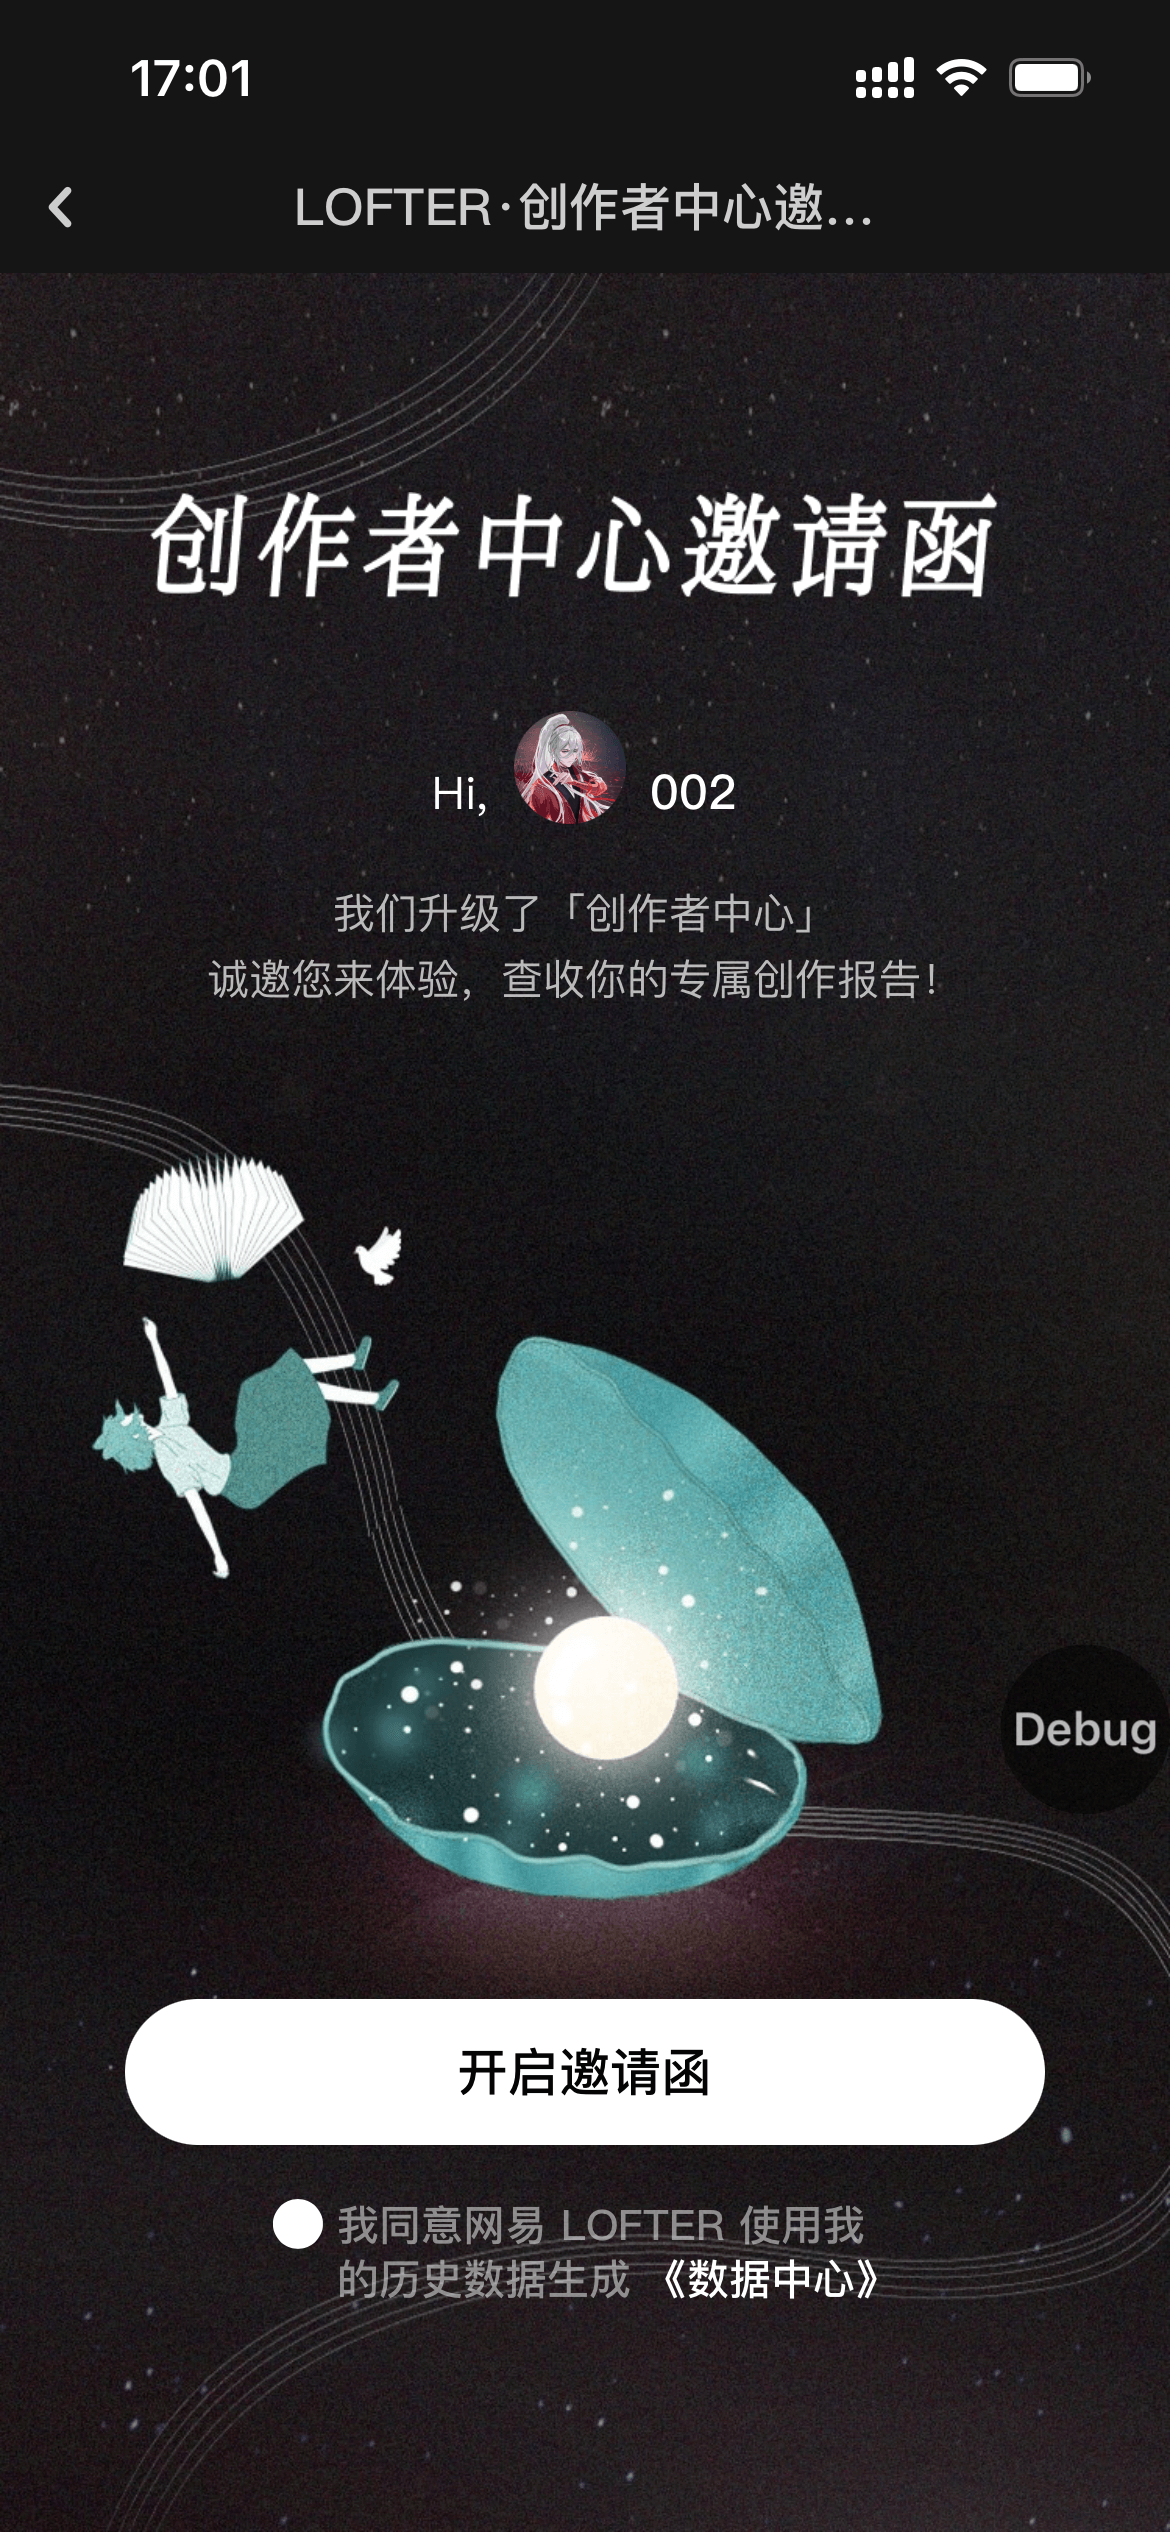 17:01
LOFTER·创作者中心邀...
创作者中心邀请函
Hi, 002
我们升级了「创作者中心」
诚邀您来体验，查收你的专属创作报告！
Debug
开启邀请函
我同意网易 LOFTER 使用我
的历史数据生成 《数据中心》